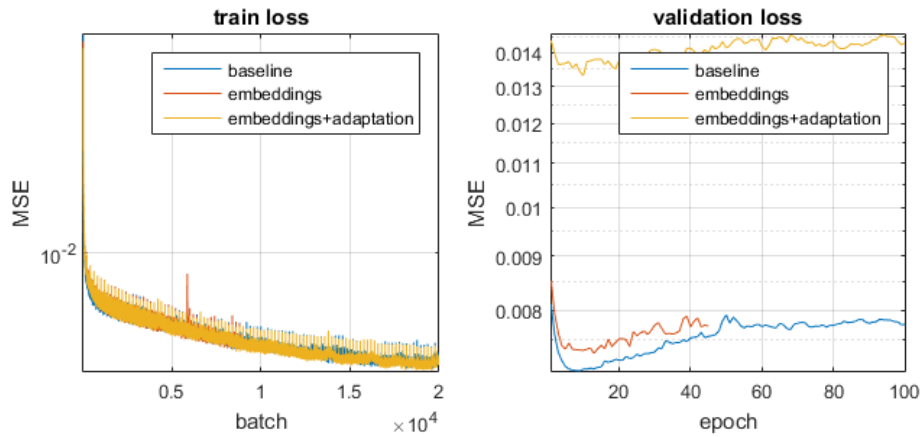 train loss
MSE
10⁻²
baseline
embeddings
embeddings+adaptation
0.5 1 1.5 2
batch
× 10⁴
validation loss
MSE
0.014
0.013
0.012
0.011
0.01
0.009
0.008
baseline
embeddings
embeddings+adaptation
20 40 60 80 100
epoch